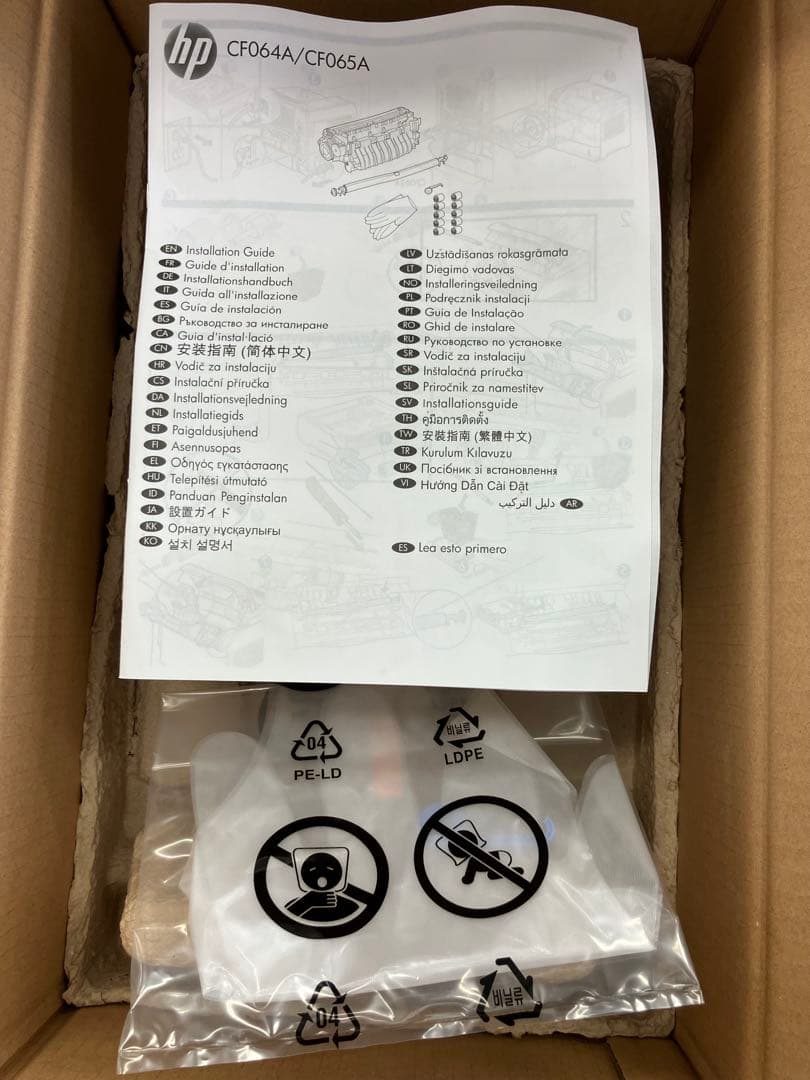 hp
CF064A/CF065A
EN Installation Guide
FR Guide d'installation
DE Installationshandbuch
IT Guida all'installazione
ES Guía de instalación
BG Ръководство за инсталиране
CA Guia d'instal·lació
CN 安裝指南 (简体中文)
HR Vodič za instalaciju
CS Instalační příručka
DA Installationsvejledning
NL Installatiegids
ET Paigaldusjuhend
FI Asennusopas
EL Οδηγός εγκατάστασης
HU Telepítési útmutató
ID Panduan Penginstalan
JA 設置ガイド
KK Орнату нұсқаулығы
KO 설치 설명서
LV Uzstādīšanas rokasgrāmata
LT Diegimo vadovas
NO Installeringsveiledning
PL Podręcznik instalacji
PT Guia de Instalação
RO Ghid de instalare
RU Руководство по установке
SR Vodič za instalaciju
SK Inštalačná príručka
SL Priročnik za namestitev
SV Installationsguide
TH คู่มือการติดตั้ง
TW 安裝指南 (繁體中文)
TR Kurulum Kılavuzu
UK Посібник зі встановлення
VI Hướng Dẫn Cài Đặt
AR دليل التركيب
ES Lea esto primero
04
PE-LD
비닐류
LDPE
04
비닐류